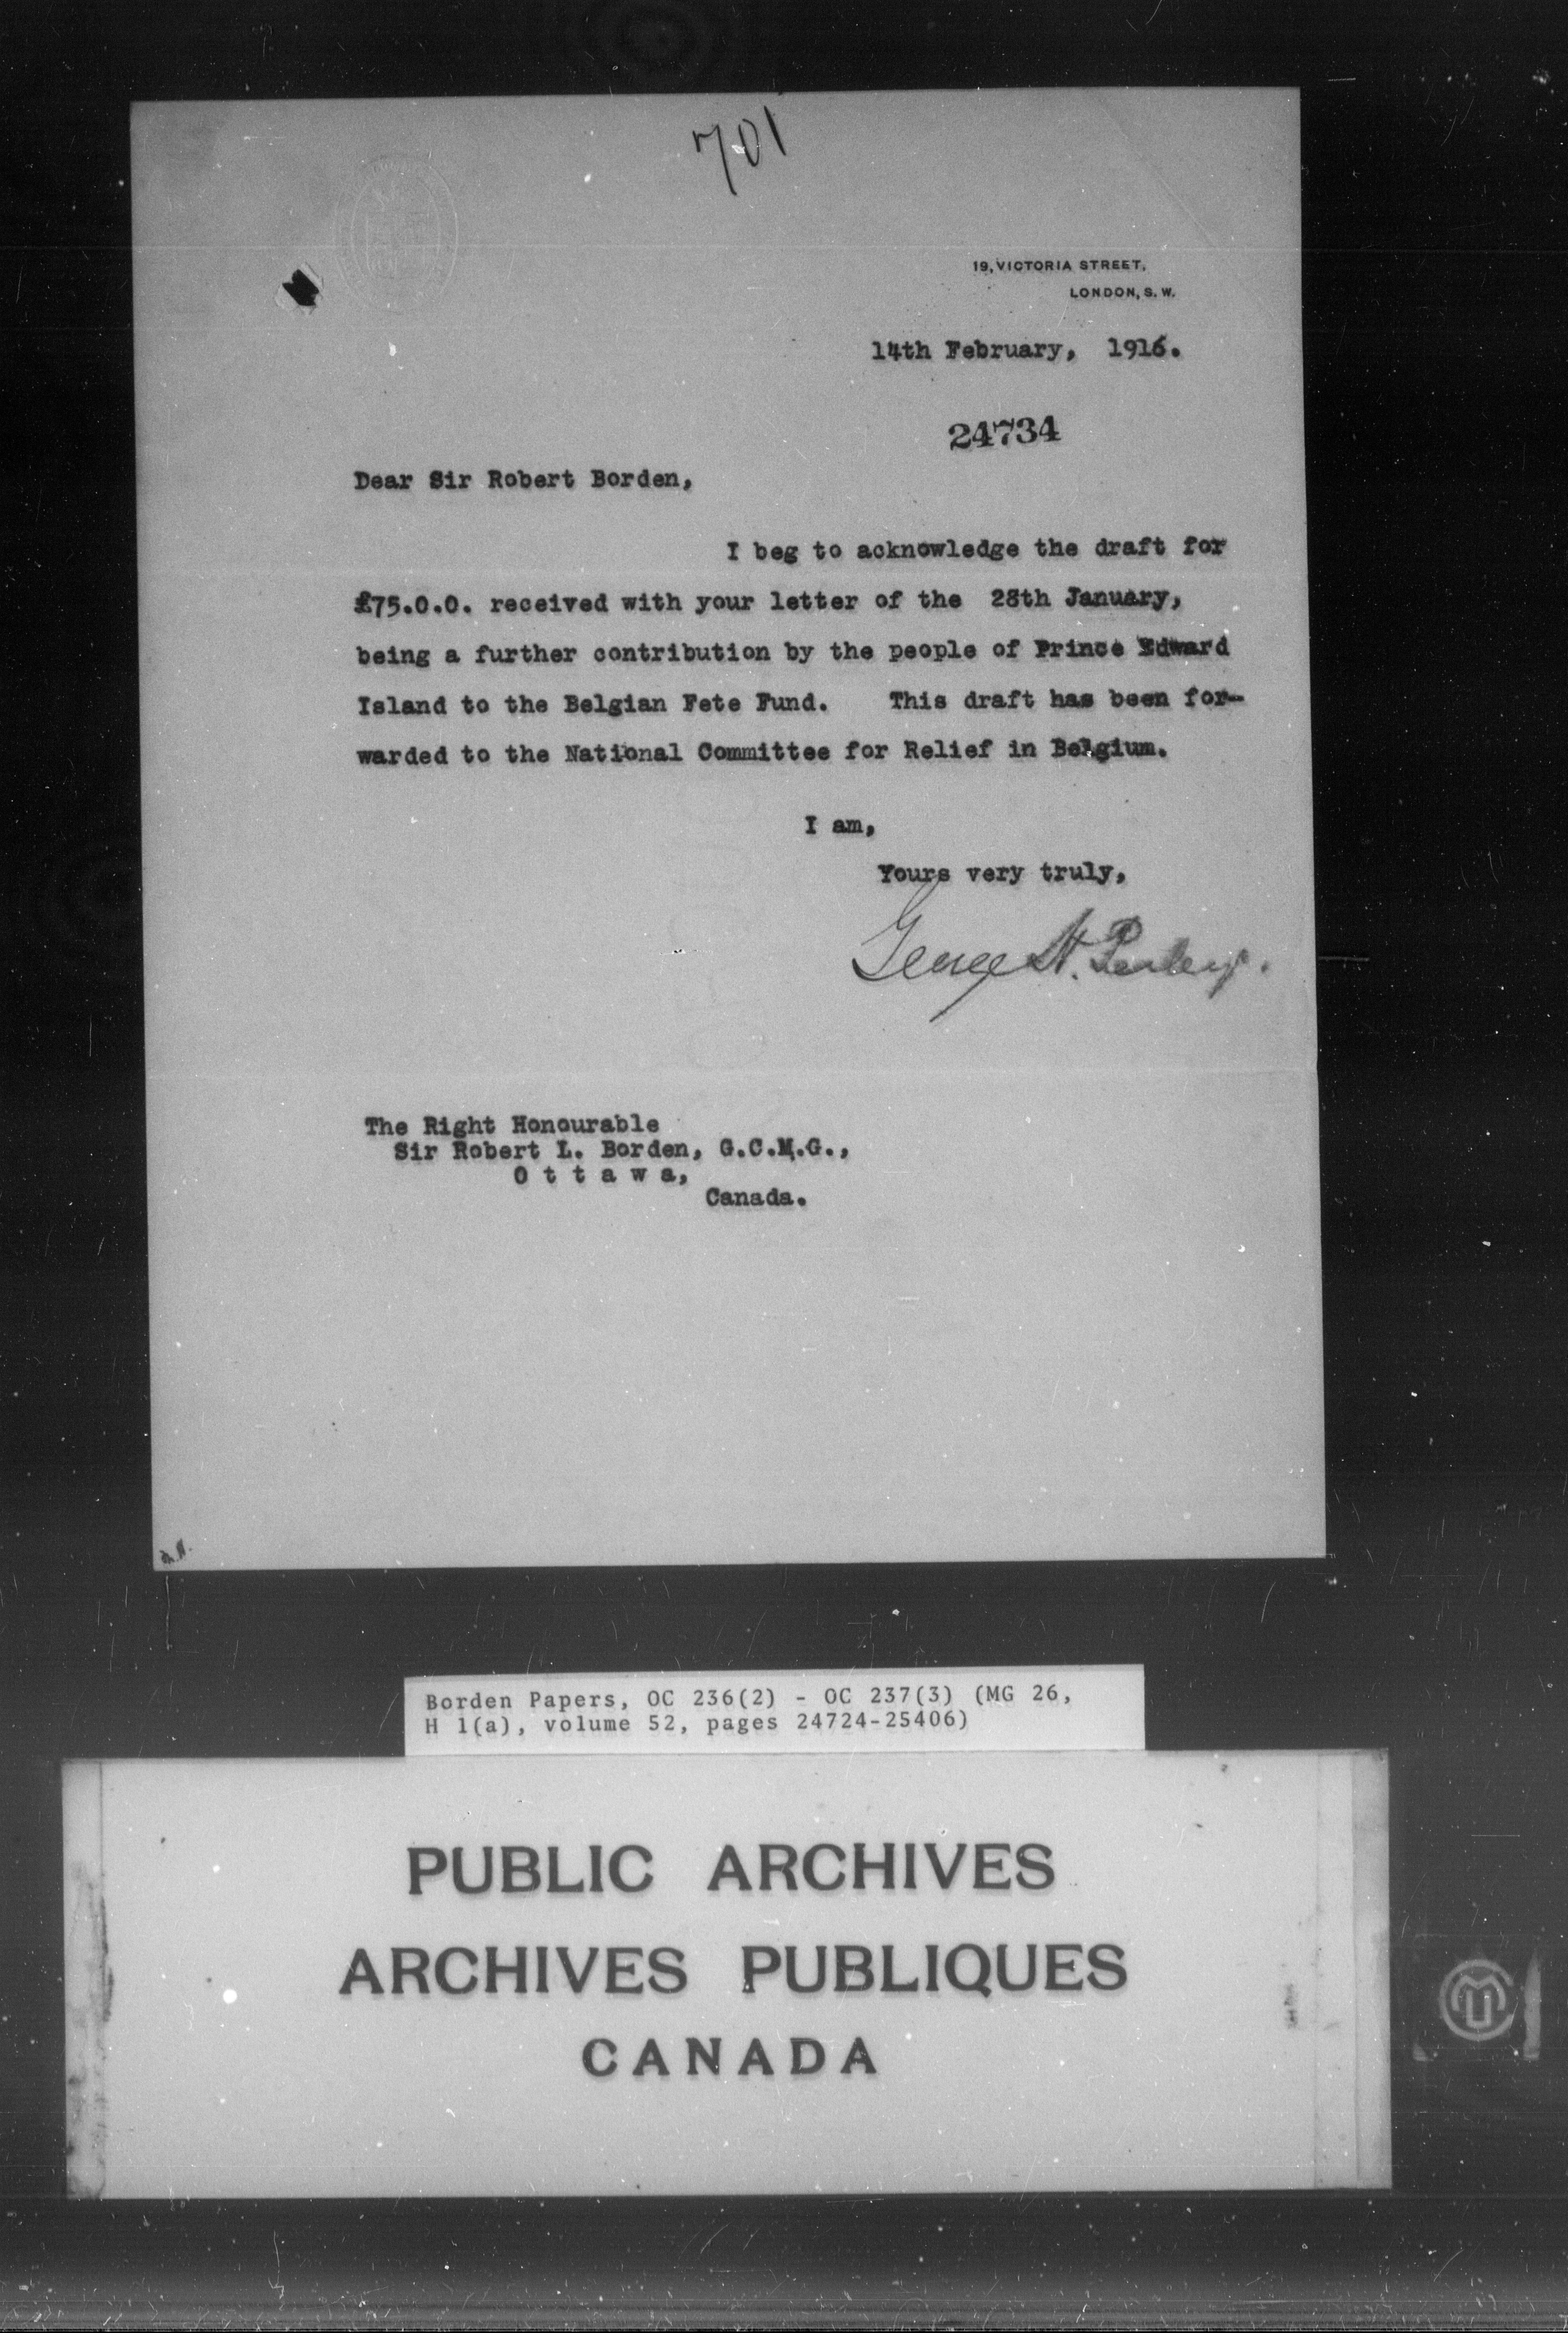 701
19, VICTORIA STREET,
LONDON, S. W.
14th February, 1916.
24734
Dear Sir Robert Borden,
I beg to acknowledge the draft for
£75.0.0. received with your letter of the 28th January,
being a further contribution by the people of Prince Edward
Island to the Belgian Fete Fund. This draft has been for-
warded to the National Committee for Relief in Belgium.
I am,
Yours very truly,
George H. Perley.
The Right Honourable
Sir Robert L. Borden, G.C.M.G.,
O t t a w a,
Canada.
Borden Papers, OC 236(2) - OC 237(3) (MG 26,
H 1(a), volume 52, pages 24724-25406)
PUBLIC ARCHIVES
ARCHIVES PUBLIQUES
CANADA